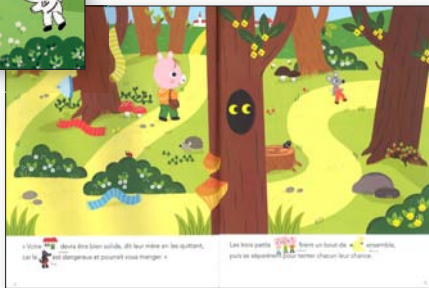 « Votre devra être bien solide, dit leur mère en les quittant,
car le est dangereux et pourrait vous manger. »
Les trois petits firent un bout de ensemble,
puis se séparèrent pour tenter chacun leur chance.